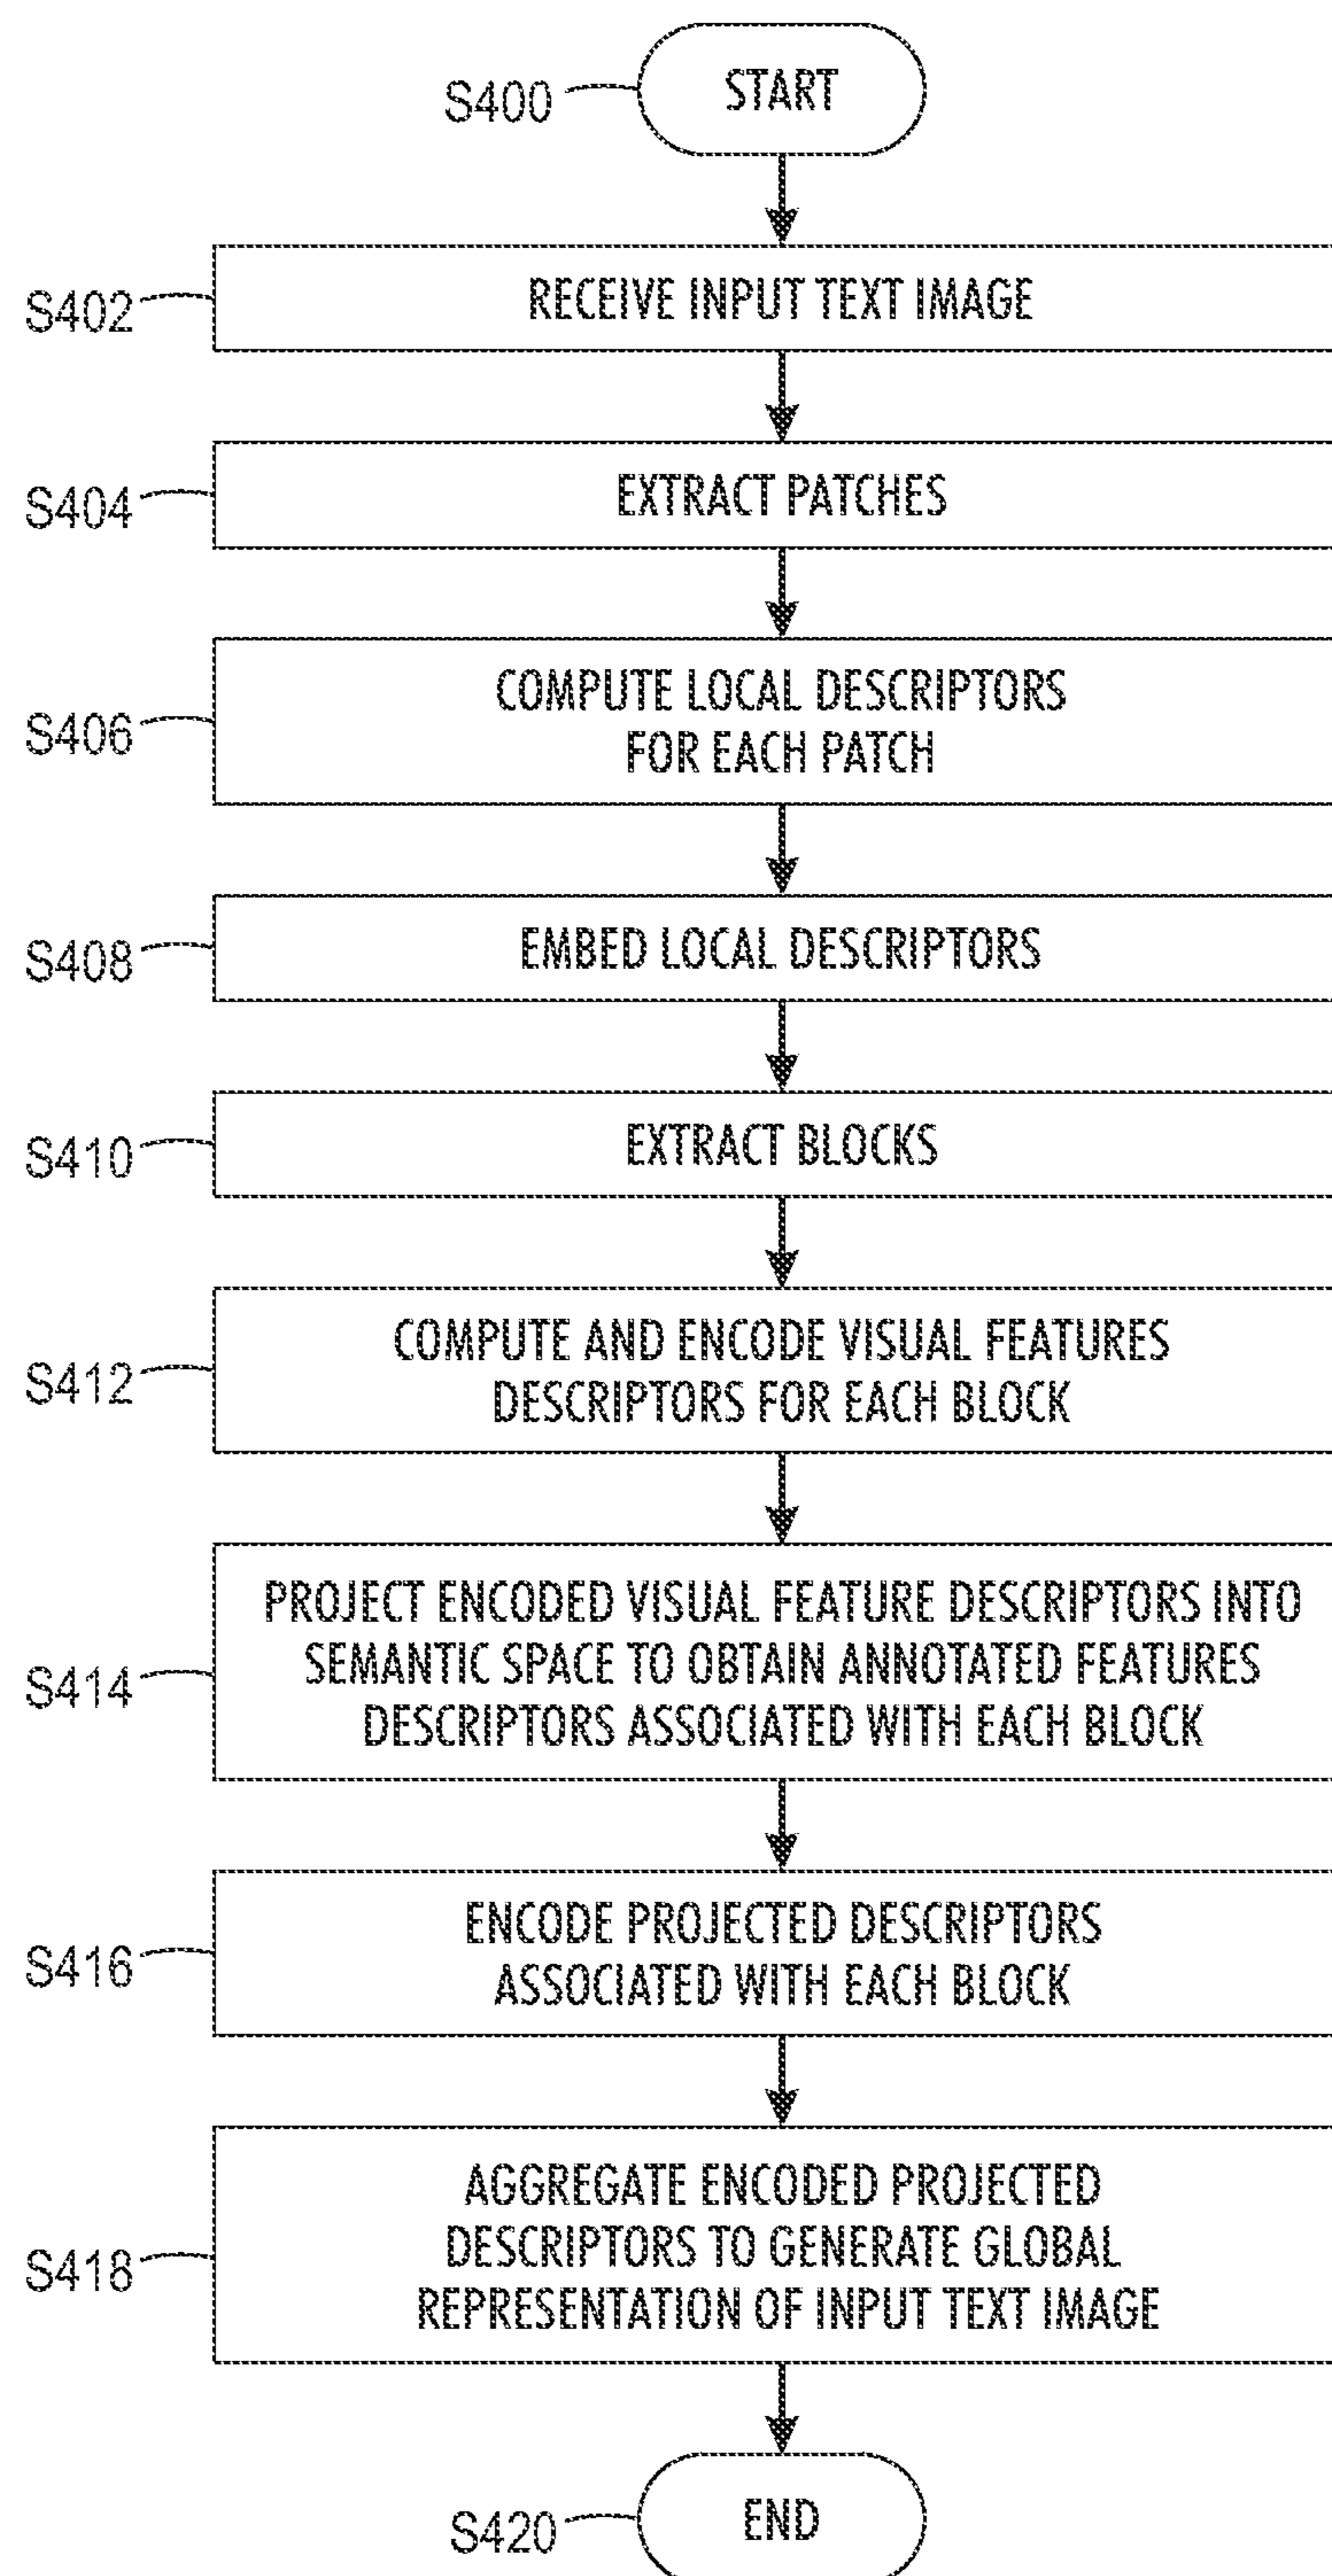 S400 START
S402 RECEIVE INPUT TEXT IMAGE
S404 EXTRACT PATCHES
S406 COMPUTE LOCAL DESCRIPTORS
FOR EACH PATCH
S408 EMBED LOCAL DESCRIPTORS
S410 EXTRACT BLOCKS
S412 COMPUTE AND ENCODE VISUAL FEATURES
DESCRIPTORS FOR EACH BLOCK
S414 PROJECT ENCODED VISUAL FEATURE DESCRIPTORS INTO
SEMANTIC SPACE TO OBTAIN ANNOTATED FEATURES
DESCRIPTORS ASSOCIATED WITH EACH BLOCK
S416 ENCODE PROJECTED DESCRIPTORS
ASSOCIATED WITH EACH BLOCK
S418 AGGREGATE ENCODED PROJECTED
DESCRIPTORS TO GENERATE GLOBAL
REPRESENTATION OF INPUT TEXT IMAGE
S420 END